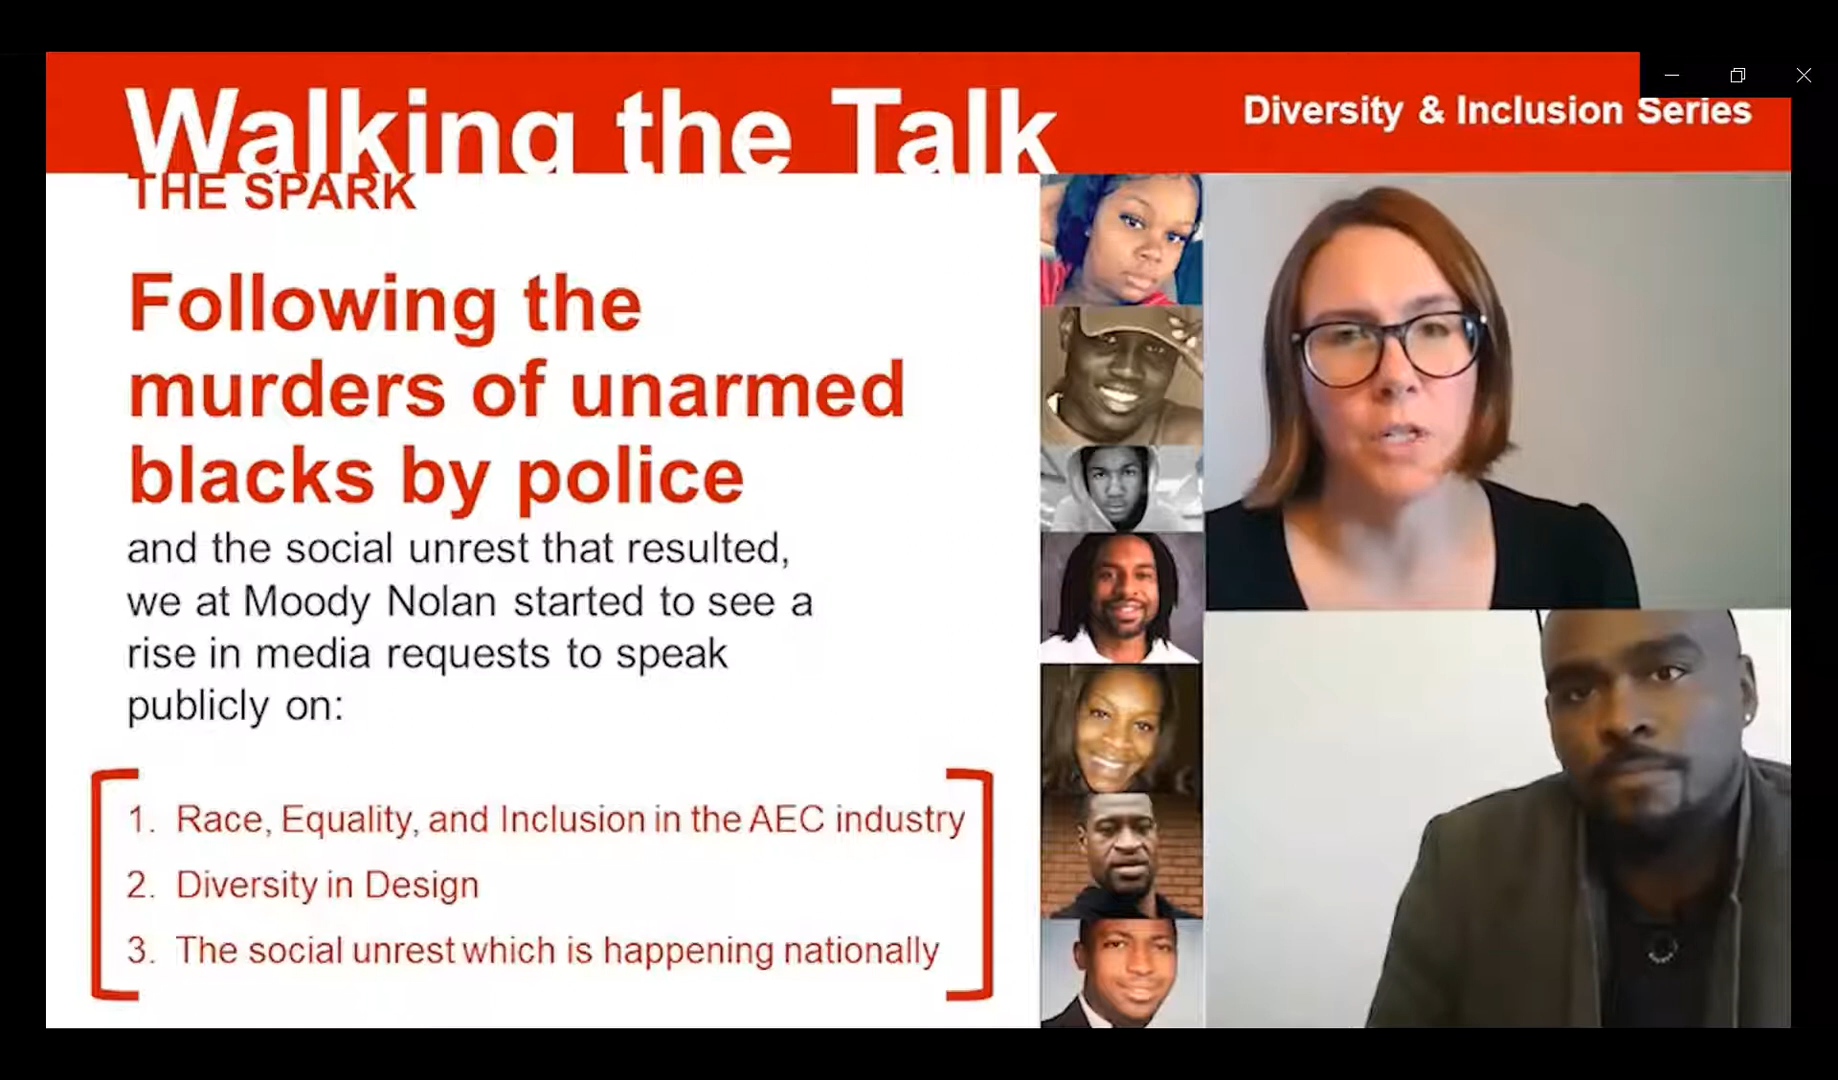 Walking the Talk
Diversity & Inclusion Series
THE SPARK
Following the
murders of unarmed
blacks by police
and the social unrest that resulted,
we at Moody Nolan started to see a
rise in media requests to speak
publicly on:
1. Race, Equality, and Inclusion in the AEC industry
2. Diversity in Design
3. The social unrest which is happening nationally